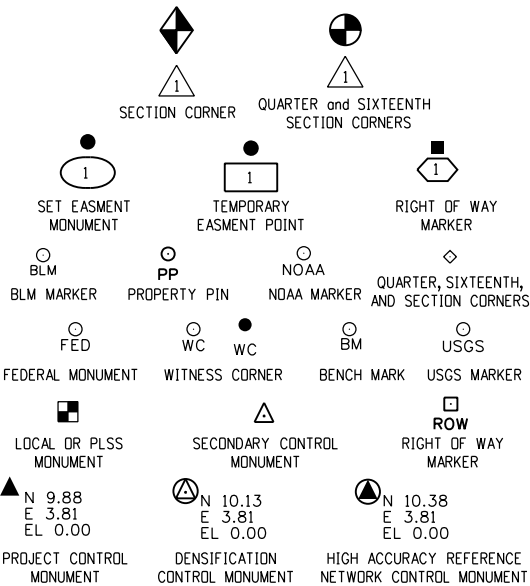 1 1
SECTION CORNER QUARTER and SIXTEENTH
SECTION CORNERS
1 1 1
SET EASMENT TEMPORARY RIGHT OF WAY
MONUMENT EASMENT POINT MARKER
BLM PP NOAA
BLM MARKER PROPERTY PIN NOAA MARKER QUARTER, SIXTEENTH,
AND SECTION CORNERS
FED WC WC BM USGS
FEDERAL MONUMENT WITNESS CORNER BENCH MARK USGS MARKER
ROW
LOCAL OR PLSS SECONDARY CONTROL RIGHT OF WAY
MONUMENT MONUMENT MARKER
N 9.88 N 10.13 N 10.38
E 3.81 E 3.81 E 3.81
EL 0.00 EL 0.00 EL 0.00
PROJECT CONTROL DENSIFICATION HIGH ACCURACY REFERENCE
MONUMENT CONTROL MONUMENT NETWORK CONTROL MONUMENT